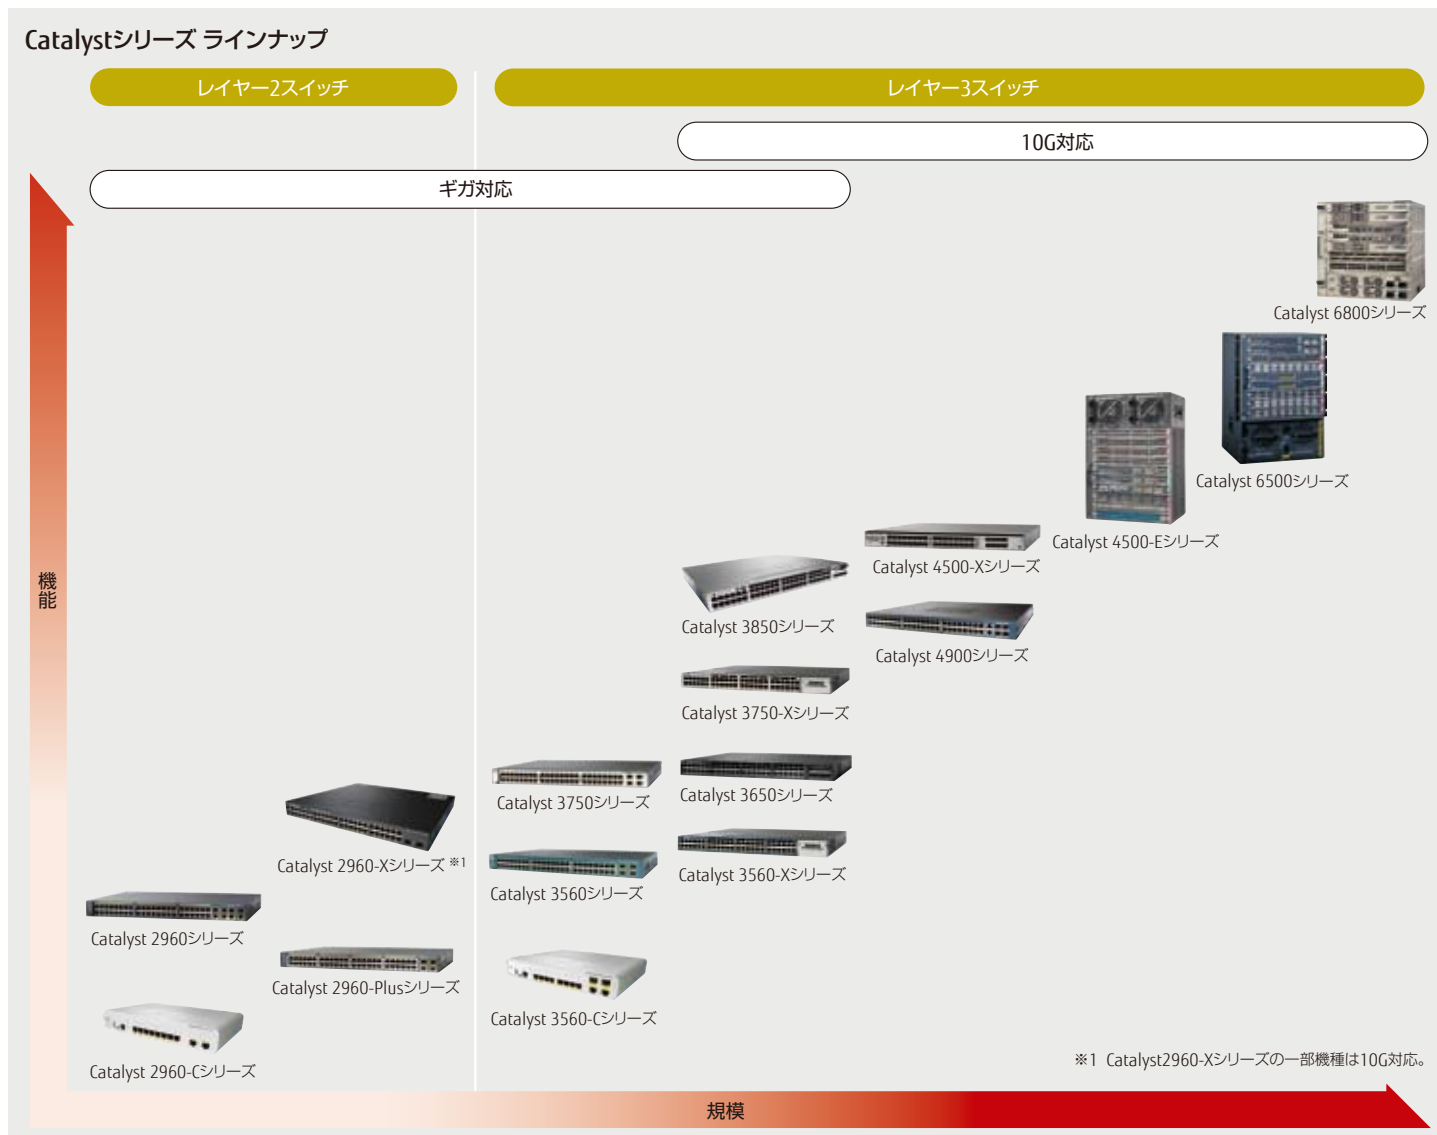 Catalystシリーズ ラインナップ
レイヤー2スイッチ
レイヤー3スイッチ
10G対応
ギガ対応
機能
Catalyst 6800シリーズ
Catalyst 6500シリーズ
Catalyst 4500-Eシリーズ
Catalyst 4500-Xシリーズ
Catalyst 3850シリーズ
Catalyst 4900シリーズ
Catalyst 3750-Xシリーズ
Catalyst 3750シリーズ
Catalyst 3650シリーズ
Catalyst 2960-Xシリーズ ※1
Catalyst 3560シリーズ
Catalyst 3560-Xシリーズ
Catalyst 2960シリーズ
Catalyst 2960-Plusシリーズ
Catalyst 3560-Cシリーズ
Catalyst 2960-Cシリーズ
※1 Catalyst2960-Xシリーズの一部機種は10G対応。
規模